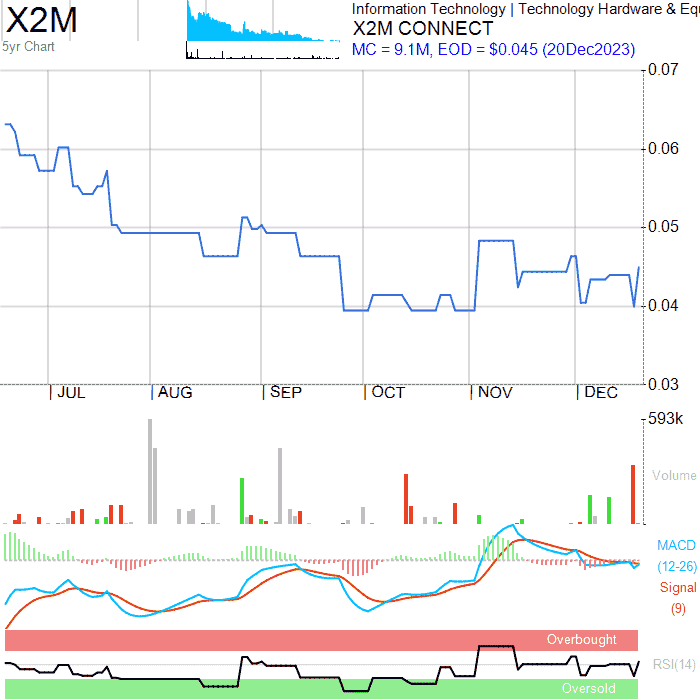 X2M
5yr Chart
Information Technology | Technology Hardware & Equ
X2M CONNECT
MC = 9.1M, EOD = $0.045 (20Dec2023)
0.07
0.06
0.05
0.04
0.03
| JUL | AUG | SEP | OCT | NOV | DEC
593k
Volume
MACD
(12-26)
Signal
(9)
Overbought
RSI(14)
Oversold